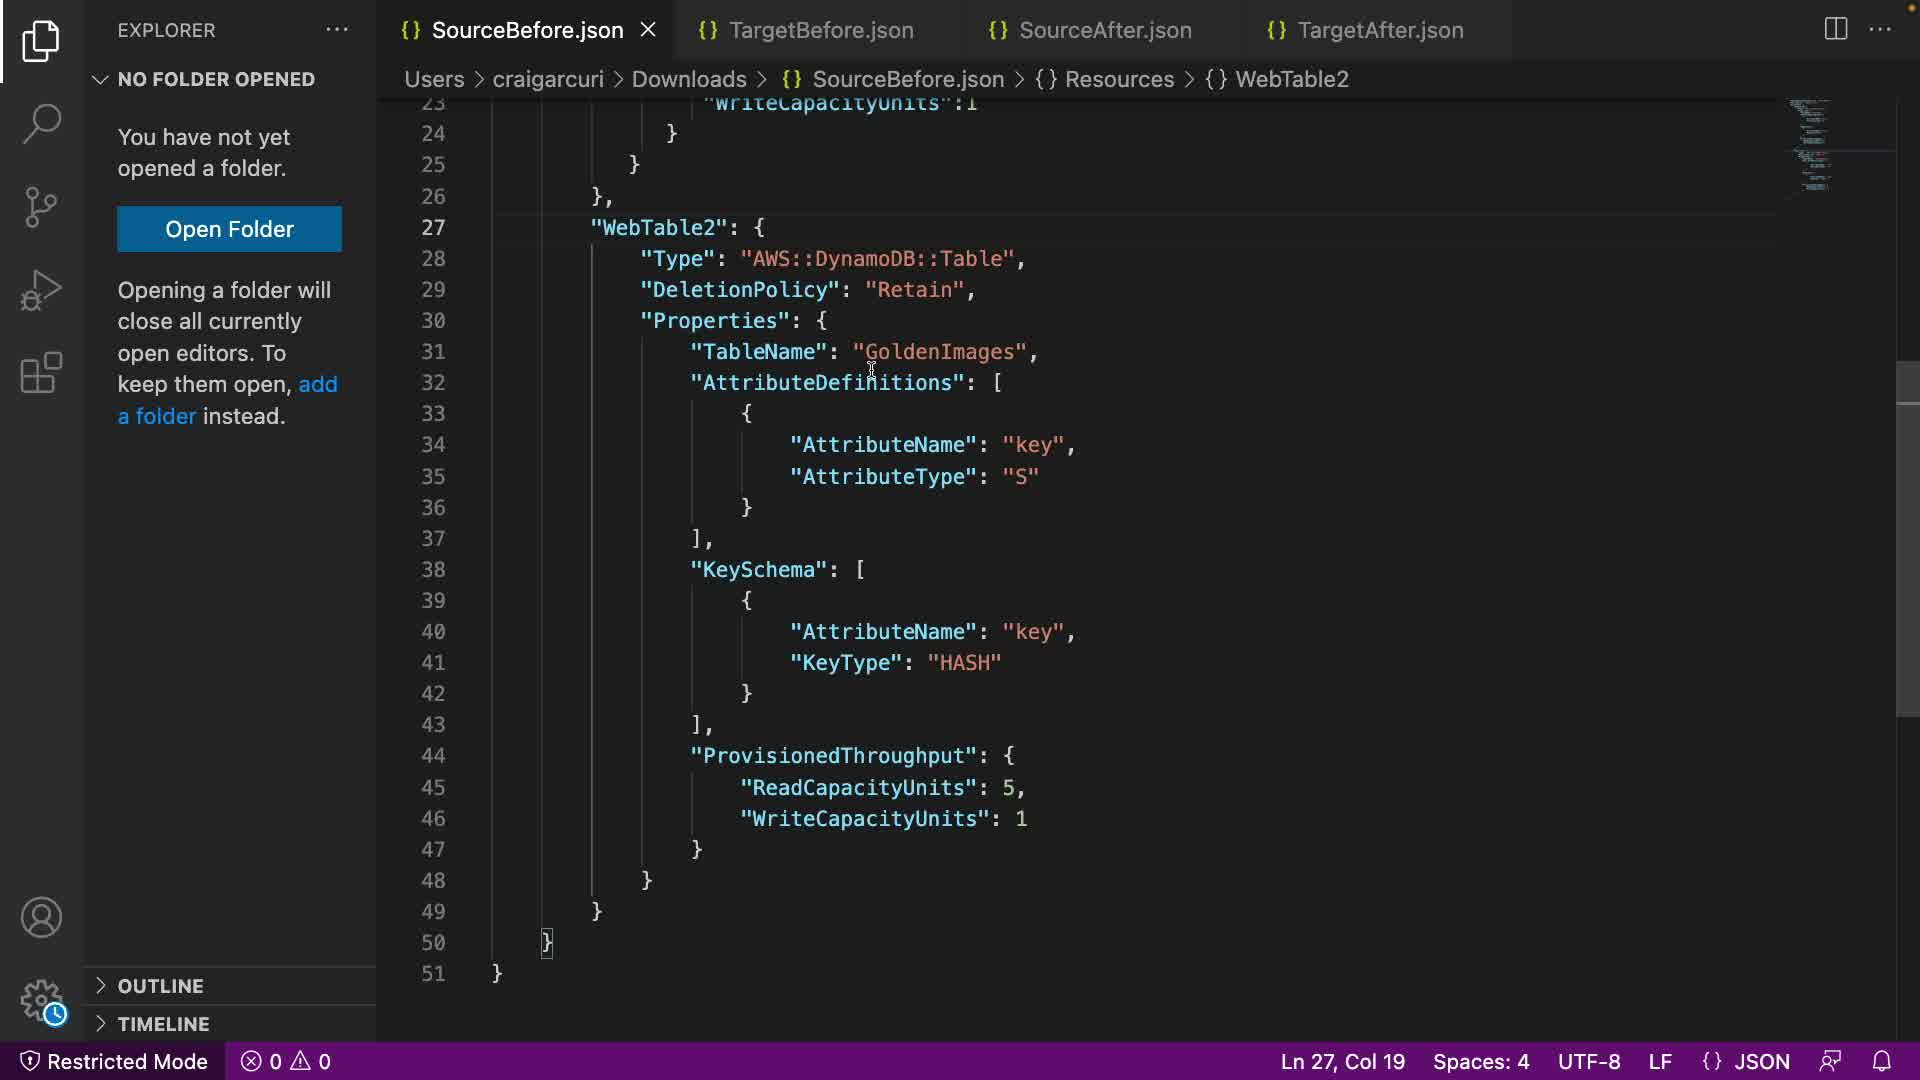 EXPLORER
NO FOLDER OPENED
You have not yet
opened a folder.
Open Folder
Opening a folder will
close all currently
open editors. To
keep them open, add
a folder instead.
OUTLINE
TIMELINE
{} SourceBefore.json
{} TargetBefore.json
{} SourceAfter.json
{} TargetAfter.json
Users > craigarcuri > Downloads > {} SourceBefore.json > {} Resources > {} WebTable2
23 "WriteCapacityUnits":1
24 }
25 }
26 },
27 "WebTable2": {
28 "Type": "AWS::DynamoDB::Table",
29 "DeletionPolicy": "Retain",
30 "Properties": {
31 "TableName": "GoldenImages",
32 "AttributeDefinitions": [
33 {
34 "AttributeName": "key",
35 "AttributeType": "S"
36 }
37 ],
38 "KeySchema": [
39 {
40 "AttributeName": "key",
41 "KeyType": "HASH"
42 }
43 ],
44 "ProvisionedThroughput": {
45 "ReadCapacityUnits": 5,
46 "WriteCapacityUnits": 1
47 }
48 }
49 }
50 }
51 }
Restricted Mode 0 0 Ln 27, Col 19 Spaces: 4 UTF-8 LF {} JSON